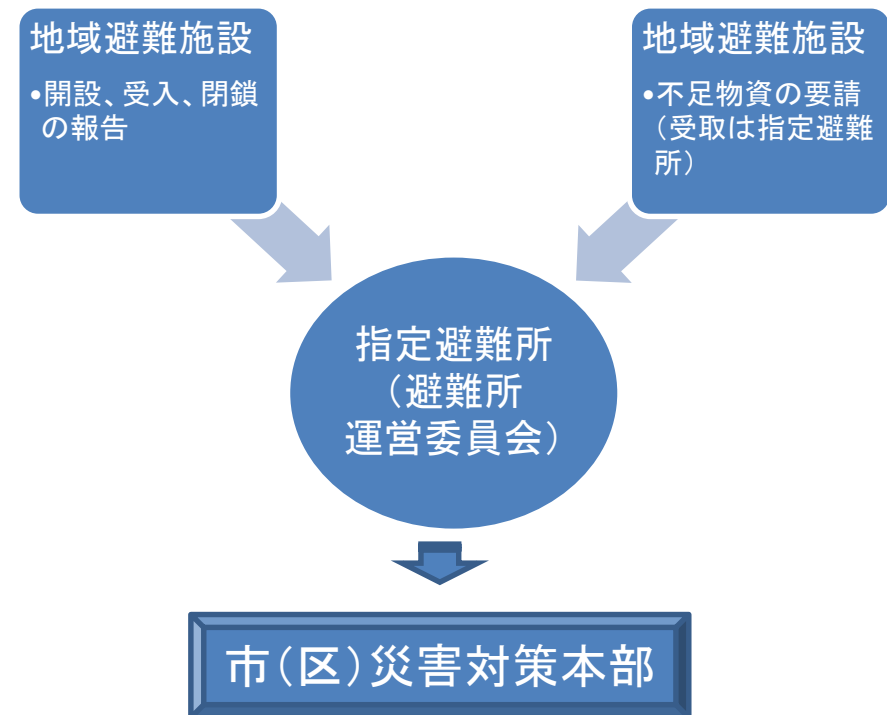 地域避難施設
•開設、受入、閉鎖
の報告
地域避難施設
•不足物資の要請
（受取は指定避難
所）
指定避難所
（避難所
運営委員会）
市（区）災害対策本部